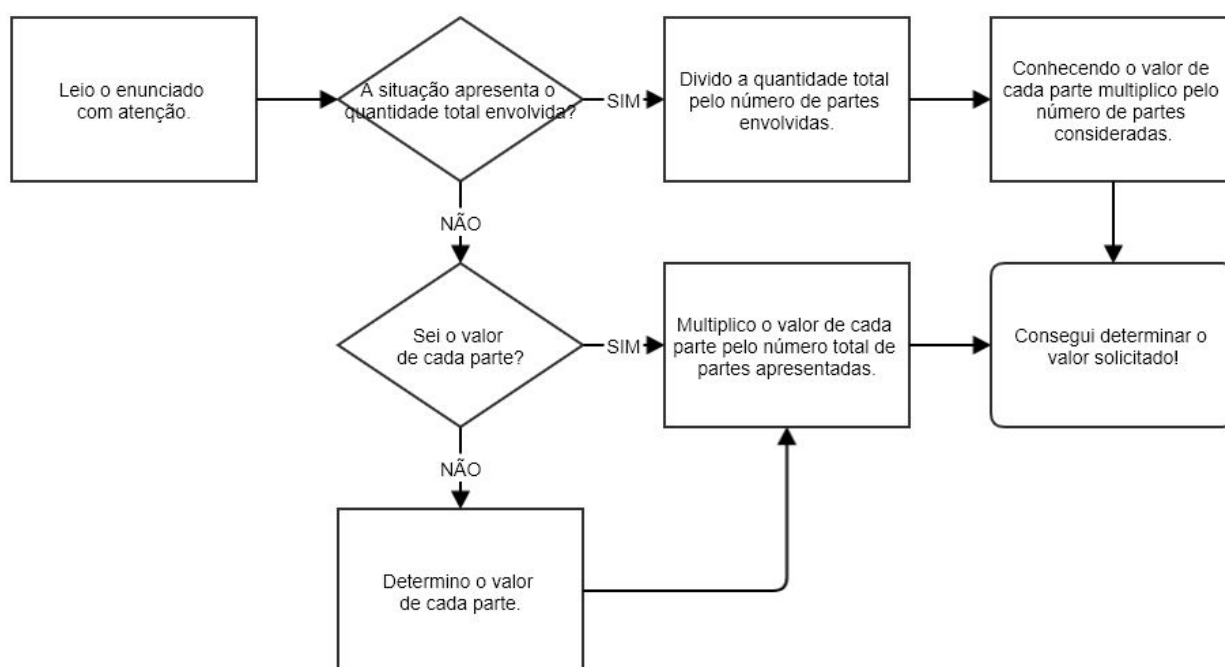 Leio o enunciado
com atenção.
A situação apresenta o
quantidade total envolvida?
SIM
Divido a quantidade total
pelo número de partes
envolvidas.
Conhecendo o valor de
cada parte multiplico pelo
número de partes
consideradas.
NÃO
Sei o valor
de cada parte?
SIM
Multiplico o valor de cada
parte pelo número total de
partes apresentadas.
Consegui determinar o
valor solicitado!
NÃO
Determino o valor
de cada parte.